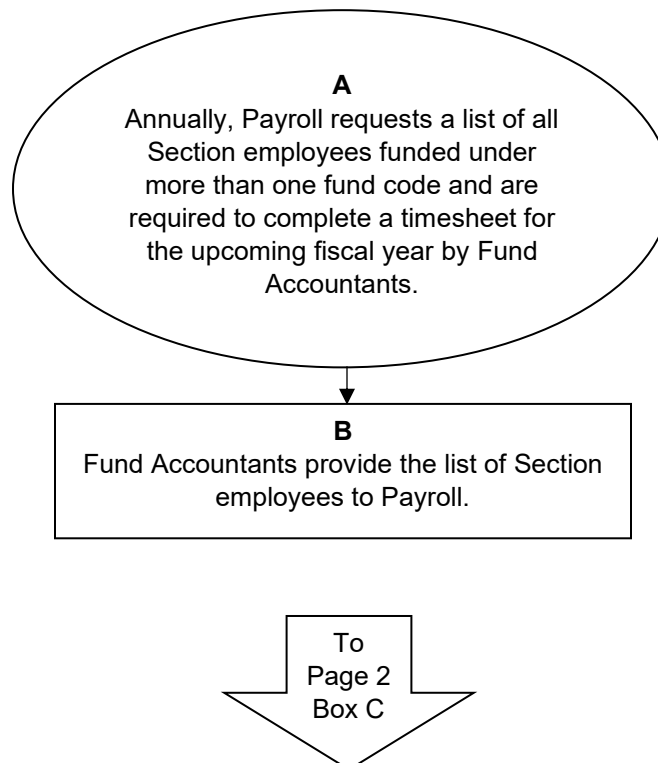 A
Annually, Payroll requests a list of all
Section employees funded under
more than one fund code and are
required to complete a timesheet for
the upcoming fiscal year by Fund
Accountants.
B
Fund Accountants provide the list of Section
employees to Payroll.
To
Page 2
Box C